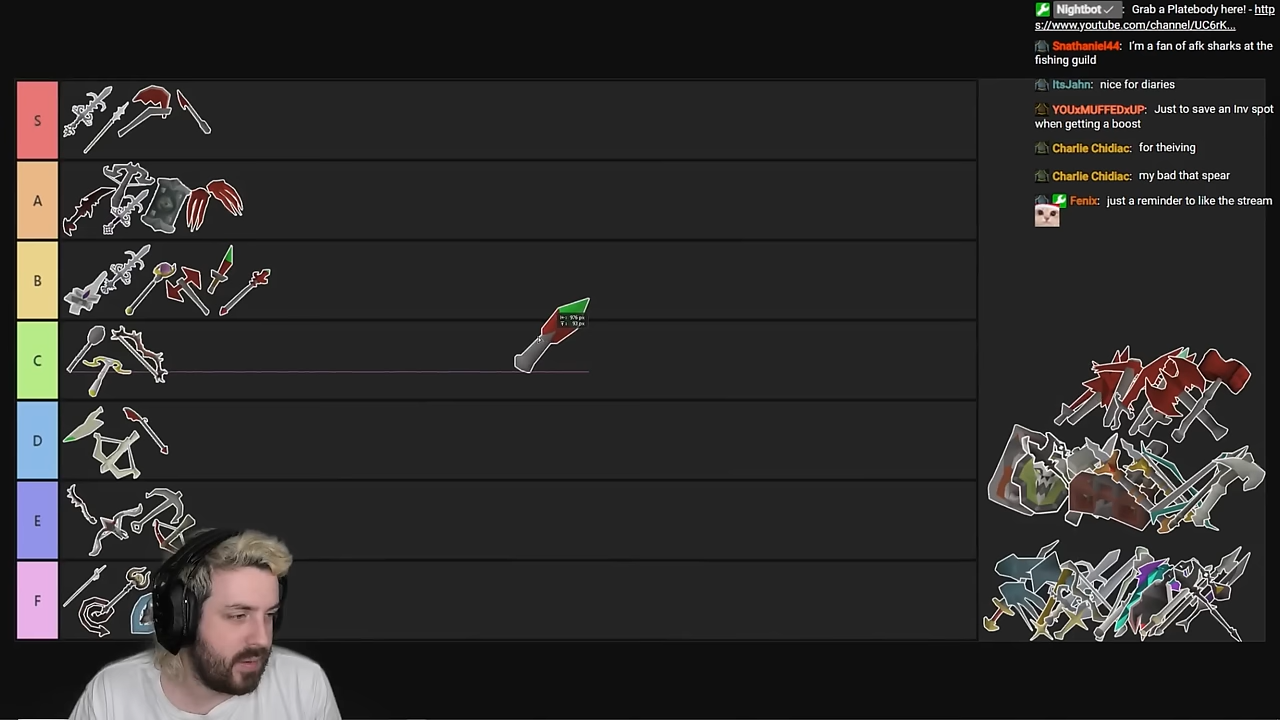 Nightbot: Grab a Platebody here! - http
s://www.youtube.com/channel/UC6rK...
Snathaniel44: I'm a fan of afk sharks at the
fishing guild
ItsJahn: nice for diaries
YOUxMUFFEDxUP: Just to save an Inv spot
when getting a boost
Charlie Chidiac: for theiving
Charlie Chidiac: my bad that spear
Fenix: just a reminder to like the stream
S
A
B
C
D
E
F